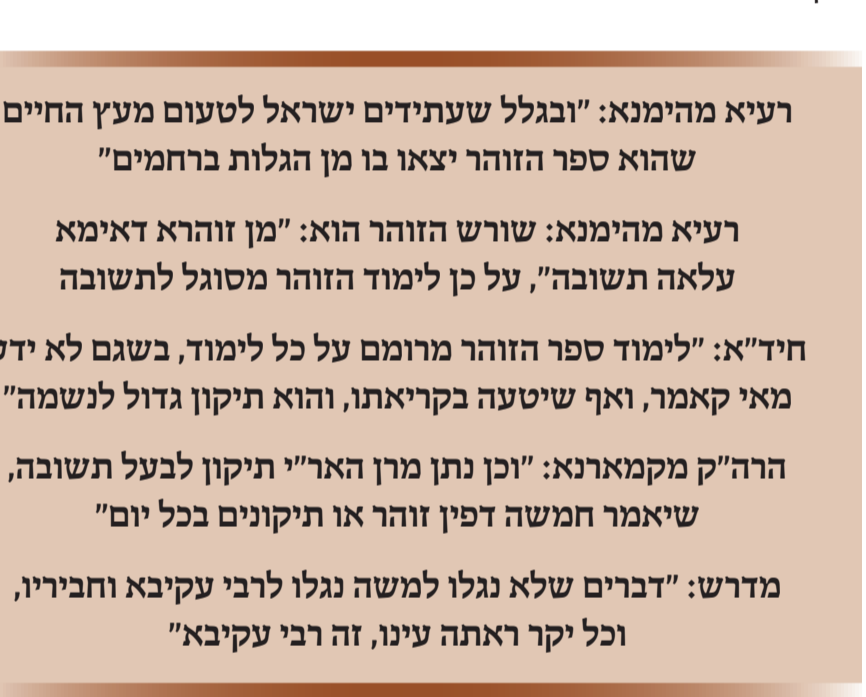 רעיא מהימנא: "ובגלל שעתידים ישראל לטעום מעץ החיים
שהוא ספר הזוהר יצאו בו מן הגלות ברחמים"
רעיא מהימנא: שורש הזוהר הוא: "מן זוהרא דאימא
עלאה תשובה", על כן לימוד הזוהר מסוגל לתשובה
חיד"א: "לימוד ספר הזוהר מרומם על כל לימוד, בשגם לא
מאי קאמר, ואף שיטעה בקריאתו, והוא תיקון גדול לנשמה"
הרה"ק מקמארנא: "וכן נתן מרן האר"י תיקון לבעל תשובה,
שיאמר חמשה דפין זוהר או תיקונים בכל יום"
מדרש: "דברים שלא נגלו למשה נגלו לרבי עקיבא וחביריו,
וכל יקר ראתה עינו, זה רבי עקיבא"